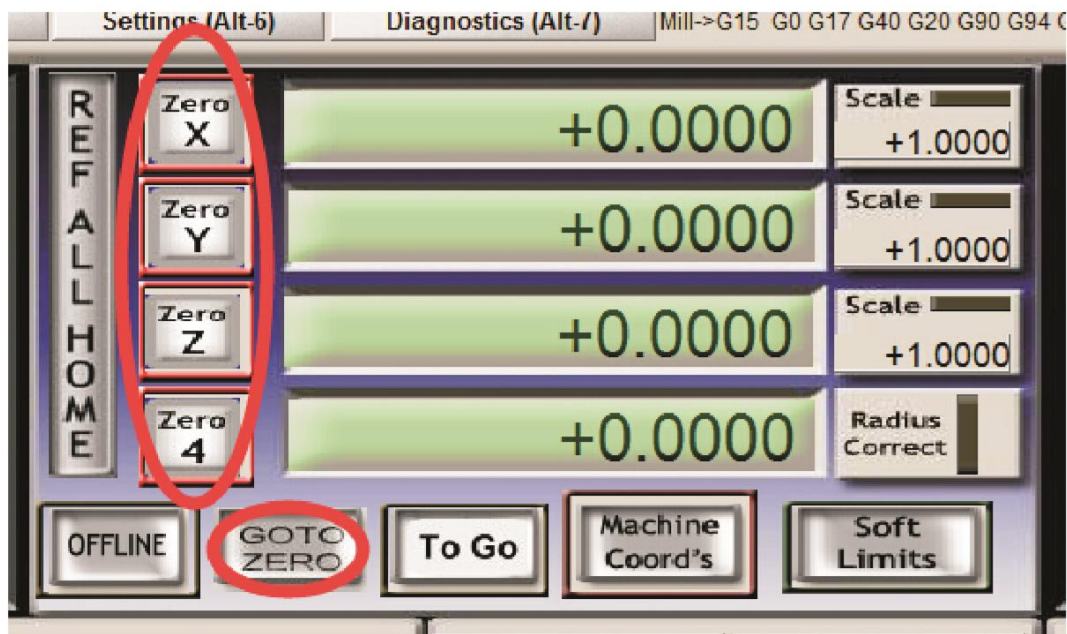 Settings (Alt-6)
Diagnostics (Alt-7)
Mill->G15 G0 G17 G40 G20 G90 G94
REF ALL HOME
Zero
X
+0.0000
Scale
+1.0000
Zero
Y
+0.0000
Scale
+1.0000
Zero
Z
+0.0000
Scale
+1.0000
Zero
4
+0.0000
Radius
Correct
OFFLINE
GOTO
ZERO
To Go
Machine
Coord's
Soft
Limits